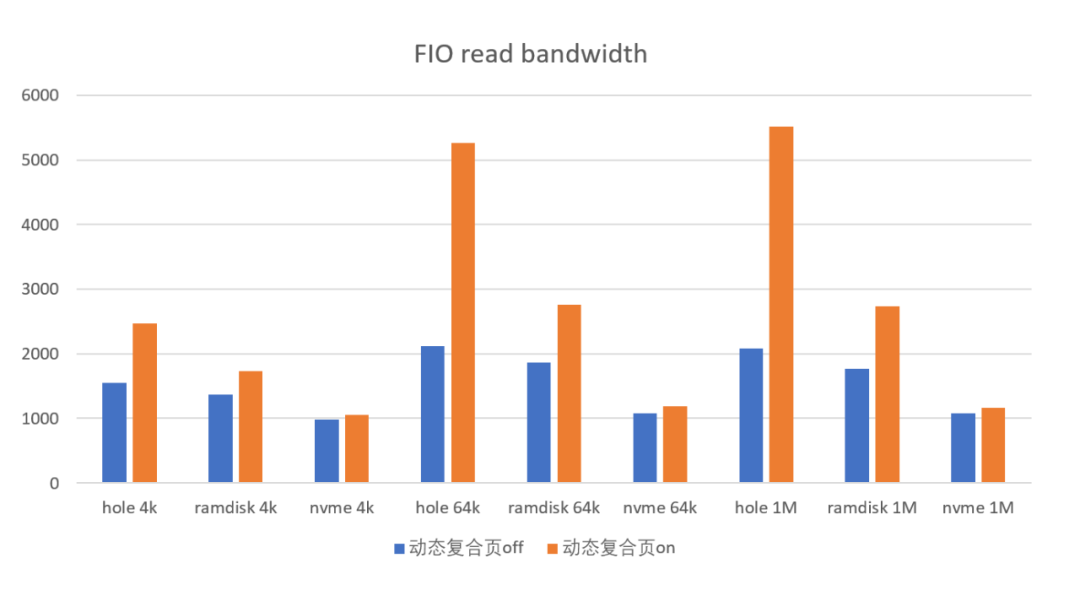 FIO read bandwidth
6000
5000
4000
3000
2000
1000
0
hole 4k ramdisk 4k nvme 4k hole 64k ramdisk 64k nvme 64k hole 1M ramdisk 1M nvme 1M
动态复合页off 动态复合页on